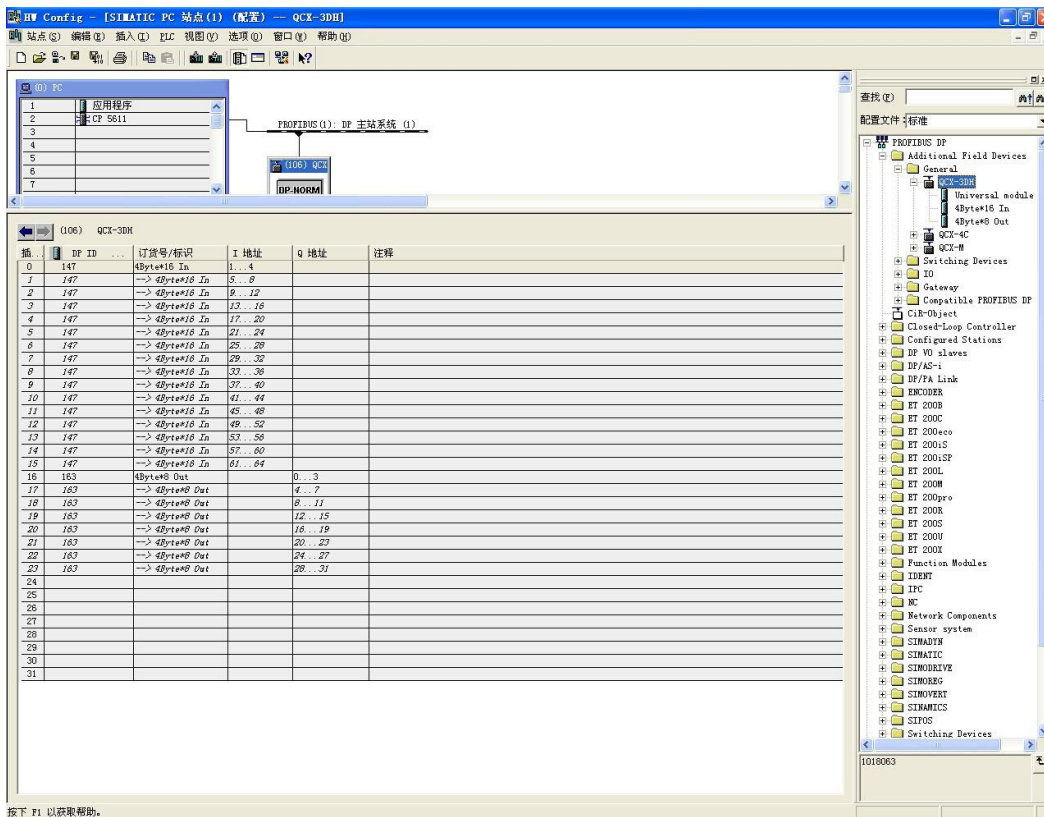 HW Config - [SIMATIC PC 站点(1) (配置) -- QCX-3DH]
站点(S) 编辑(E) 插入(I) PLC 视图(V) 选项(O) 窗口(W) 帮助(H)
(0) PC
1 应用程序
2 CP 5611
3
4
5
6
7
PROFIBUS(1): DP 主站系统 (1)
(106) QCX
DP-NORM
(106) QCX-3DH
插... DP ID ... 订货号/标识 I 地址 Q 地址 注释
0 147 4Byte*16 In 1...4
1 147 --> 4Byte*16 In 5...8
2 147 --> 4Byte*16 In 9...12
3 147 --> 4Byte*16 In 13...16
4 147 --> 4Byte*16 In 17...20
5 147 --> 4Byte*16 In 21...24
6 147 --> 4Byte*16 In 25...28
7 147 --> 4Byte*16 In 29...32
8 147 --> 4Byte*16 In 33...36
9 147 --> 4Byte*16 In 37...40
10 147 --> 4Byte*16 In 41...44
11 147 --> 4Byte*16 In 45...48
12 147 --> 4Byte*16 In 49...52
13 147 --> 4Byte*16 In 53...56
14 147 --> 4Byte*16 In 57...60
15 147 --> 4Byte*16 In 61...64
16 163 4Byte*8 Out 0...3
17 163 --> 4Byte*8 Out 4...7
18 163 --> 4Byte*8 Out 8...11
19 163 --> 4Byte*8 Out 12...15
20 163 --> 4Byte*8 Out 16...19
21 163 --> 4Byte*8 Out 20...23
22 163 --> 4Byte*8 Out 24...27
23 163 --> 4Byte*8 Out 28...31
24
25
26
27
28
29
30
31
查找(F)
配置文件: 标准
PROFIBUS DP
Additional Field Devices
General
QCX-3DH
Universal module
4Byte*16 In
4Byte*8 Out
QCX-4C
QCX-M
Switching Devices
IO
Gateway
Compatible PROFIBUS DP
CiR-Object
Closed-Loop Controller
Configured Stations
DP V0 slaves
DP/AS-i
DP/PA Link
ENCODER
ET 200B
ET 200C
ET 200eco
ET 200iS
ET 200iSP
ET 200L
ET 200M
ET 200pro
ET 200R
ET 200S
ET 200U
ET 200X
Function Modules
IDENT
IPC
NC
Network Components
Sensor system
SIMADYN
SIMATIC
SIMODRIVE
SIMOREG
SIMOVERT
SINAMICS
SIPOS
Switching Devices
1018063
按下 F1 以获取帮助。